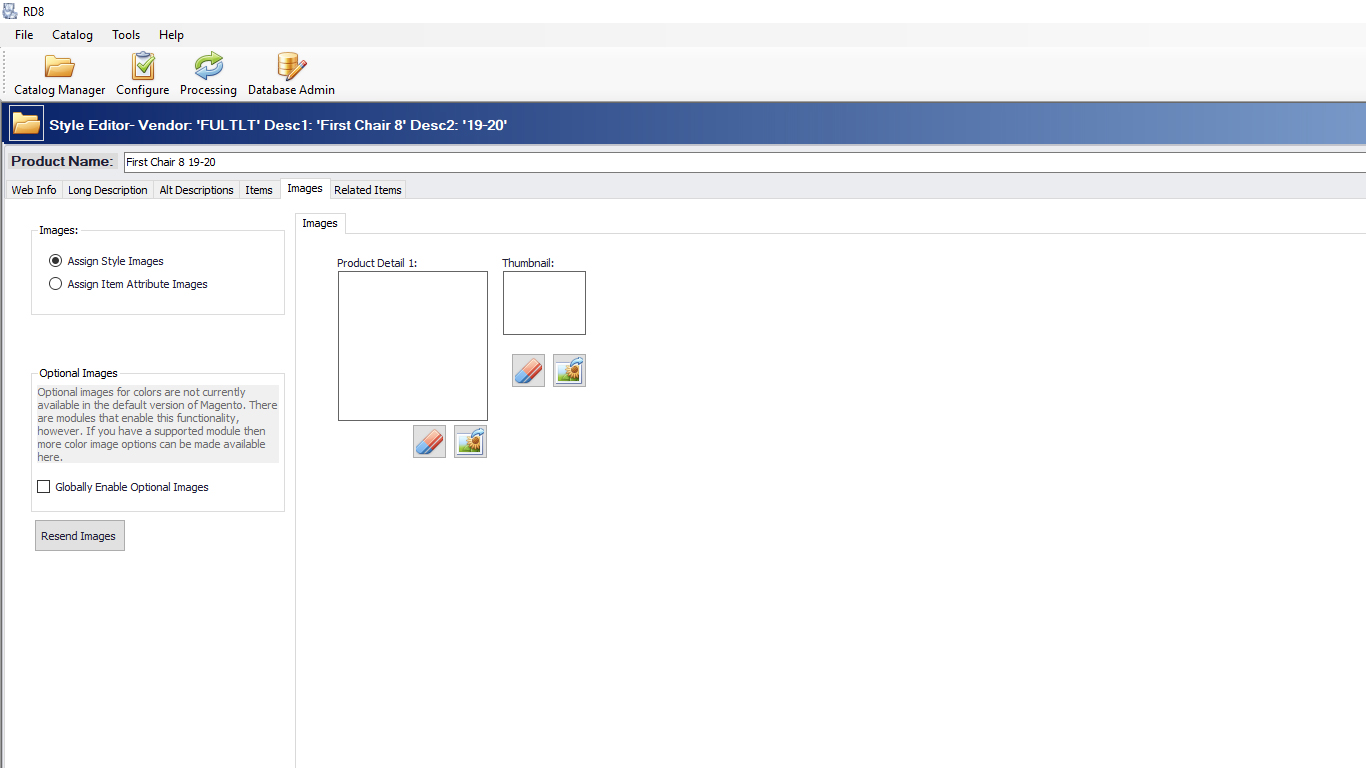 RD8
File Catalog Tools Help
Catalog Manager Configure Processing Database Admin
Style Editor- Vendor: 'FULTLT' Desc1: 'First Chair 8' Desc2: '19-20'
Product Name: First Chair 8 19-20
Web Info Long Description Alt Descriptions Items Images Related Items
Images:
Assign Style Images
Assign Item Attribute Images
Optional Images
Optional images for colors are not currently
available in the default version of Magento. There
are modules that enable this functionality,
however. If you have a supported module then
more color image options can be made available
here.
Globally Enable Optional Images
Resend Images
Images
Product Detail 1: Thumbnail: